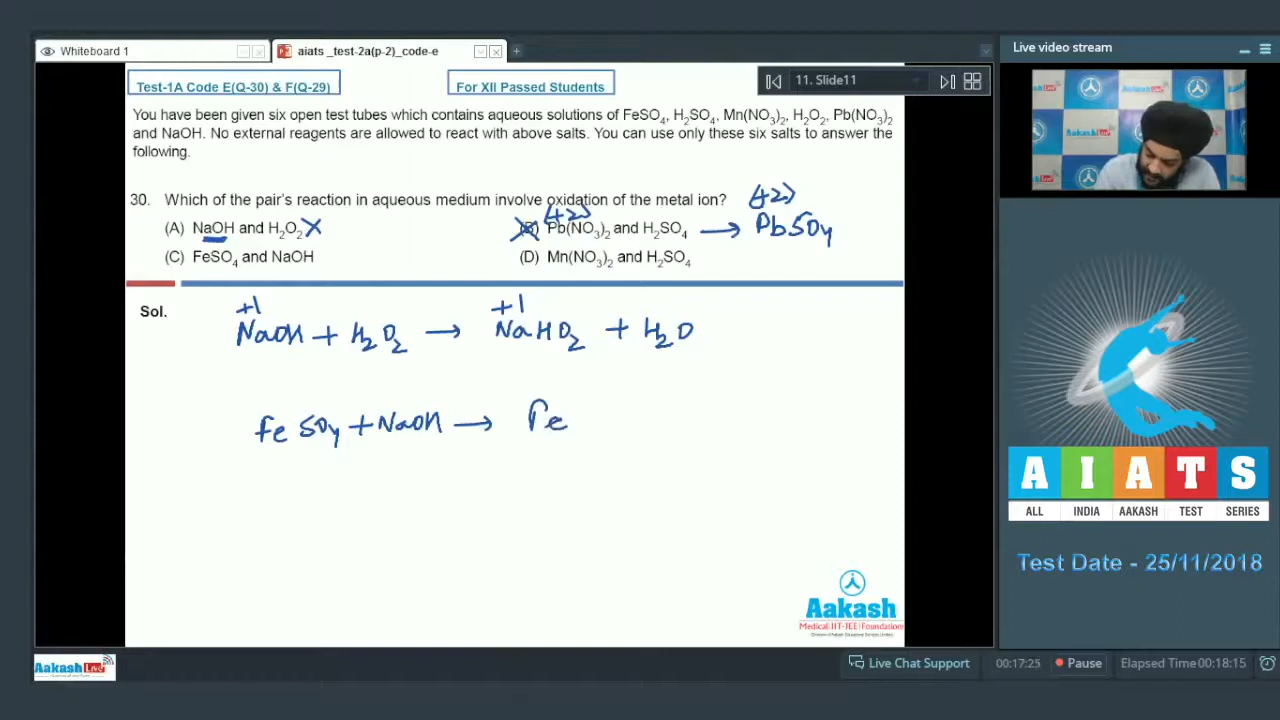 Whiteboard 1
aiats _test-2a(p-2)_code-e
Live video stream
Test-1A Code E(Q-30) & F(Q-29)
For XII Passed Students
11. Slide11
You have been given six open test tubes which contains aqueous solutions of FeSO₄, H₂SO₄, Mn(NO₃)₂, H₂O₂, Pb(NO₃)₂
and NaOH. No external reagents are allowed to react with above salts. You can use only these six salts to answer the
following.
30. Which of the pair's reaction in aqueous medium involve oxidation of the metal ion?
(+2) (+2)
(A) NaOH and H₂O₂ X (B) Pb(NO₃)₂ and H₂SO₄ → PbSO₄
(C) FeSO₄ and NaOH (D) Mn(NO₃)₂ and H₂SO₄
Sol.
+1 +1
NaOH + H₂O₂ → NaHO₂ + H₂O
FeSO₄ + NaOH → Fe
Aakash
Medical|IIT-JEE|Foundations
AakashLive
A I A T S
ALL INDIA AAKASH TEST SERIES
Test Date - 25/11/2018
Aakash Live
Live Chat Support
00:17:25
Pause
Elapsed Time 00:18:15